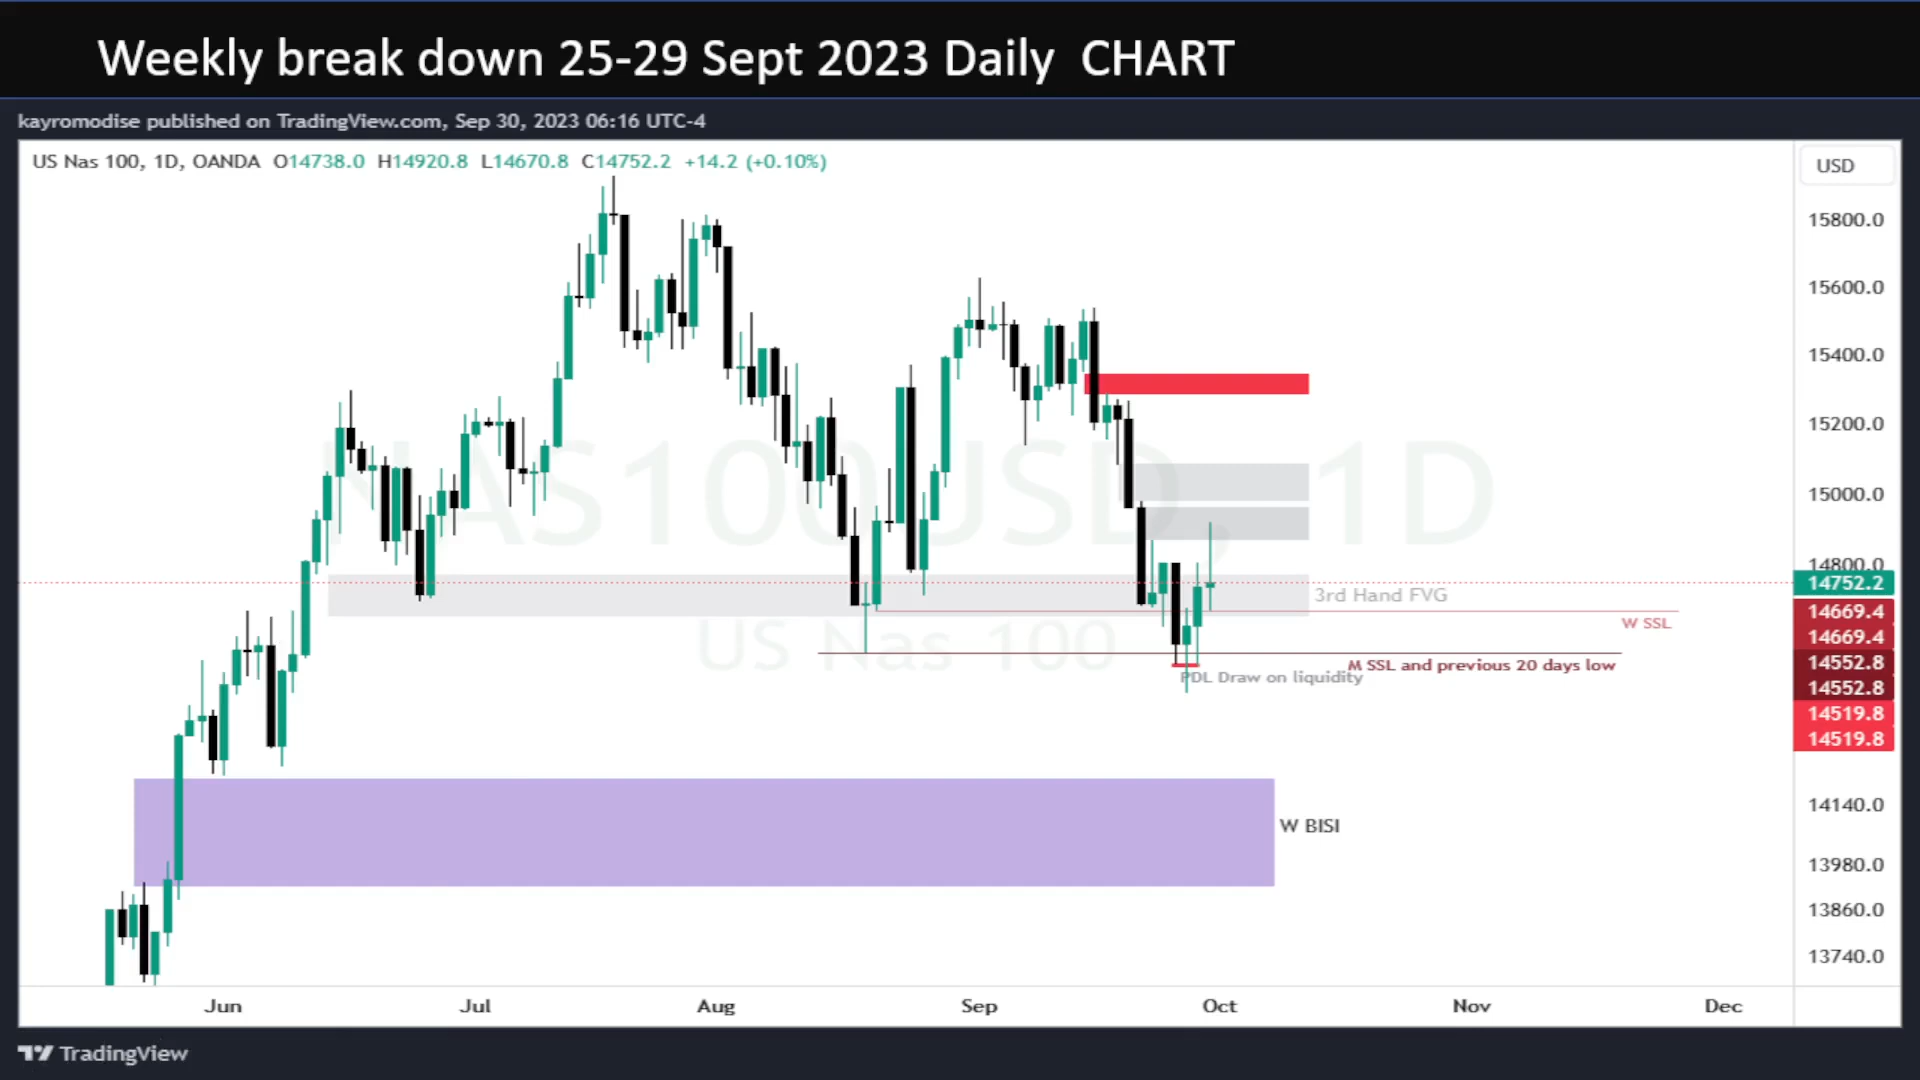 Weekly break down 25-29 Sept 2023 Daily  CHART
kayromodise published on TradingView.com, Sep 30, 2023 06:16 UTC-4
US Nas 100, 1D, OANDA  O14738.0  H14920.8  L14670.8  C14752.2  +14.2 (+0.10%)
USD
15800.0
15600.0
15400.0
15200.0
15000.0
14800.0
14752.2
14669.4
14669.4
14552.8
14552.8
14519.8
14519.8
14140.0
13980.0
13860.0
13740.0
NAS100USD, 1D
US Nas 100
3rd Hand FVG
W SSL
M SSL and previous 20 days low
PDL Draw on liquidity
W BISI
Jun Jul Aug Sep Oct Nov Dec
TradingView